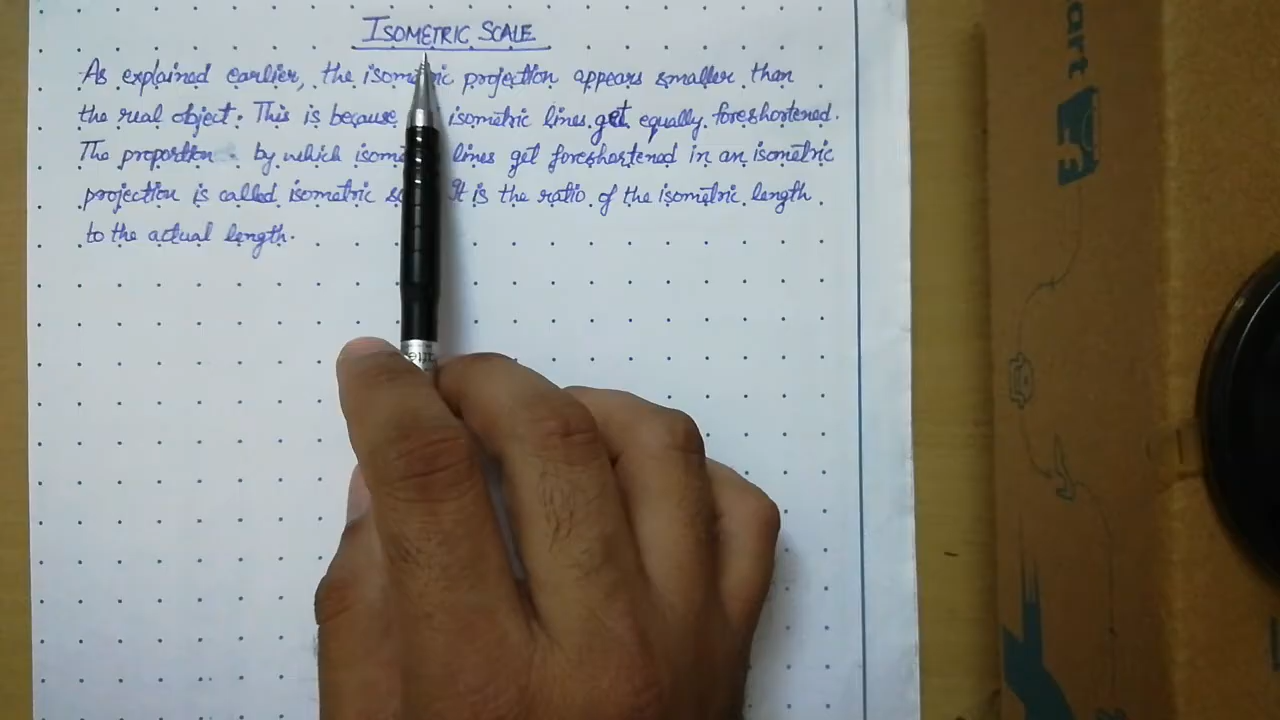 ISOMETRIC SCALE
As explained earlier, the isometric projection appears smaller than
the real object. This is because isometric lines get equally foreshortened.
The proportion by which isometric lines get foreshortened in an isometric
projection is called isometric It is the ratio of the isometric length
to the actual length.
art